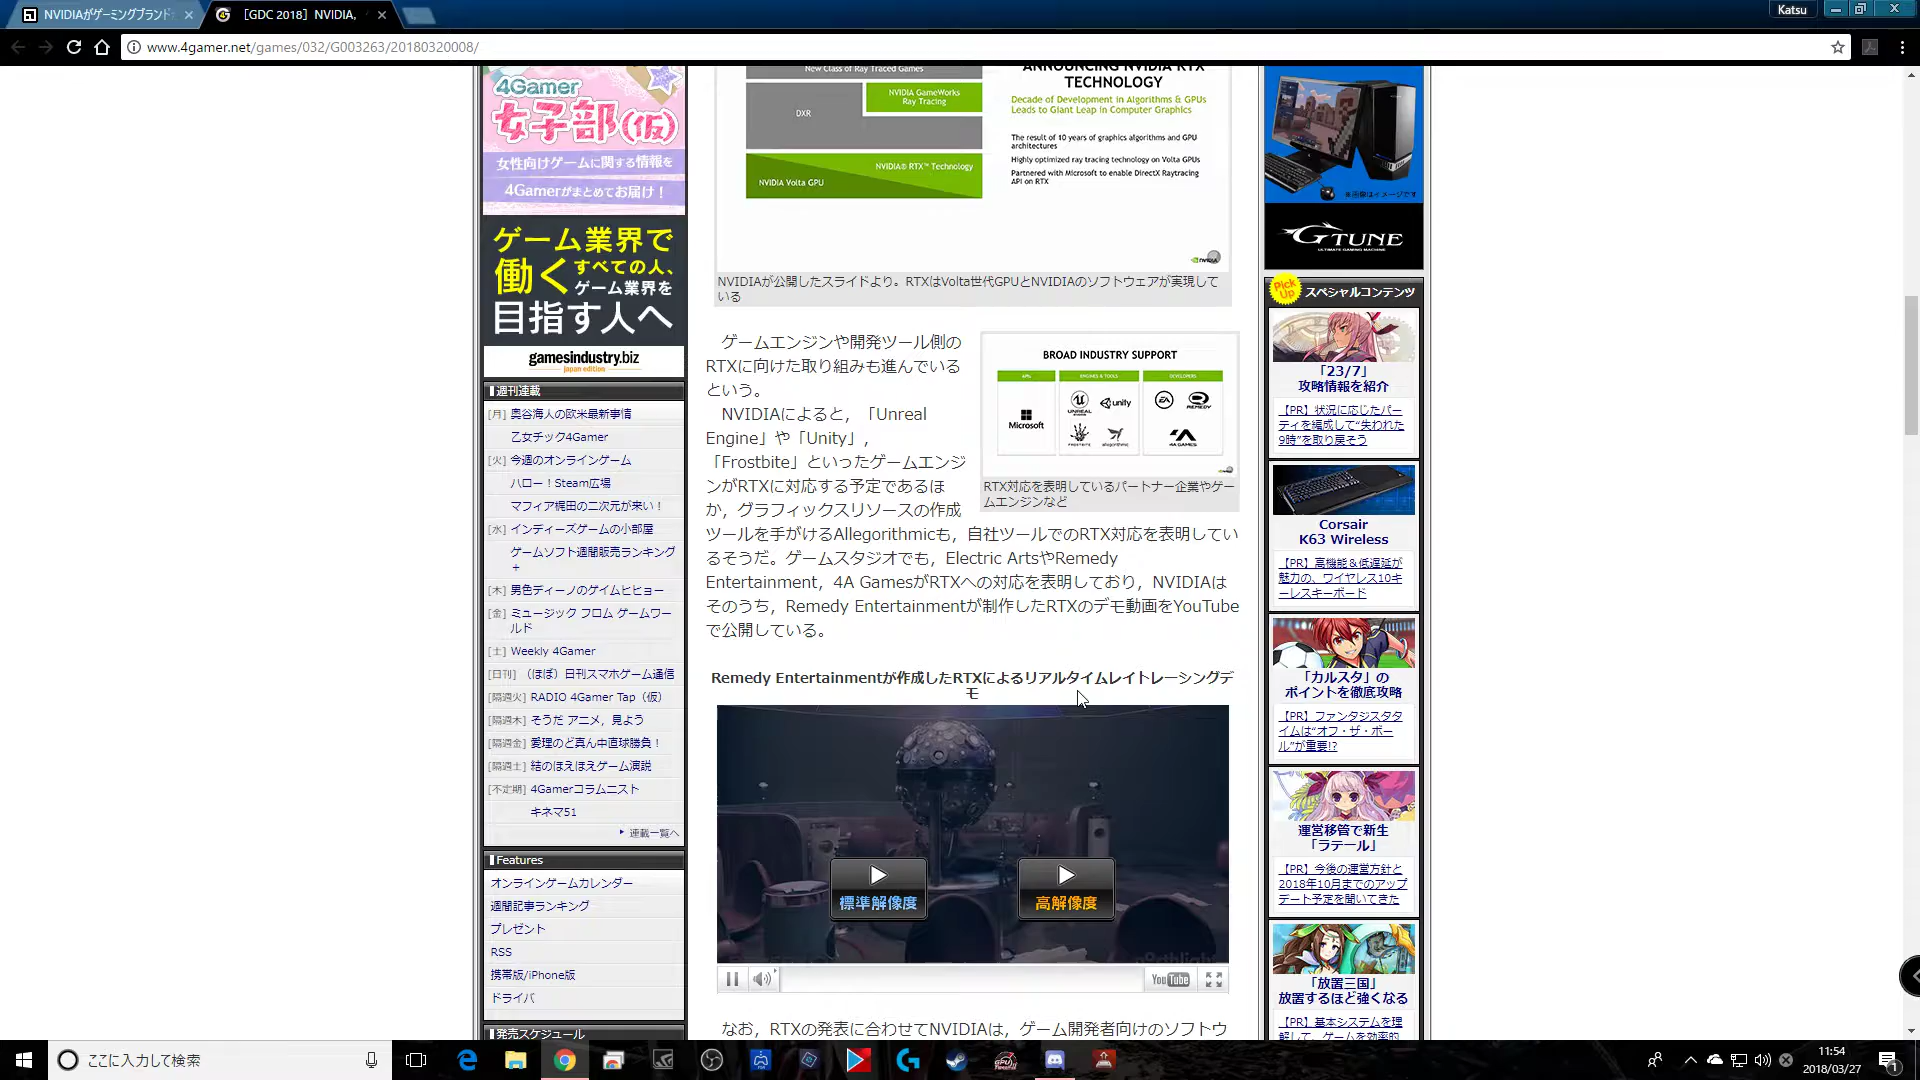 NVIDIAがゲーミングブランド
[GDC 2018] NVIDIA,
Katsu
www.4gamer.net/games/032/G003263/20180320008/
4Gamer
女子部(仮)
女性向けゲームに関する情報を
4Gamerがまとめてお届け！
ゲーム業界で
働くすべての人、
ゲーム業界を
目指す人へ
gamesindustry.biz
japan edition
週刊連載
[月] 奥谷海人の欧米最新事情
乙女チック4Gamer
[火] 今週のオンラインゲーム
ハロー！Steam広場
マフィア梶田の二次元が来い！
[水] インディーズゲームの小部屋
ゲームソフト週間販売ランキング
+
[木] 男色ディーノのゲイムヒヒョー
[金] ミュージック フロム ゲームワー
ルド
[土] Weekly 4Gamer
[日刊] （ほぼ）日刊スマホゲーム通信
[隔週火] RADIO 4Gamer Tap（仮）
[隔週木] そうだ アニメ，見よう
[隔週金] 愛理のど真ん中直球勝負！
[隔週土] 結のほえほえゲーム演説
[不定期] 4Gamerコラムニスト
キネマ51
連載一覧へ
Features
オンラインゲームカレンダー
週間記事ランキング
プレゼント
RSS
携帯版/iPhone版
ドライバ
発売スケジュール
New Class of Ray Traced Games
DXR
NVIDIA GameWorks
Ray Tracing
NVIDIA® RTX™ Technology
NVIDIA Volta GPU
ANNOUNCING NVIDIA RTX
TECHNOLOGY
Decade of Development in Algorithms & GPUs
Leads to Giant Leap in Computer Graphics
The result of 10 years of graphics algorithms and GPU
architectures
Highly optimized ray tracing technology on Volta GPUs
Partnered with Microsoft to enable DirectX Raytracing
API on RTX
NVIDIA
NVIDIAが公開したスライドより。RTXはVolta世代GPUとNVIDIAのソフトウェアが実現して
いる
ゲームエンジンや開発ツール側の
RTXに向けた取り組みも進んでいる
という。
NVIDIAによると，「Unreal
Engine」や「Unity」，
「Frostbite」といったゲームエンジ
ンがRTXに対応する予定であるほ
か，グラフィックスリソースの作成
ツールを手がけるAllegorithmicも，自社ツールでのRTX対応を表明してい
るそうだ。ゲームスタジオでも，Electric ArtsやRemedy
Entertainment，4A GamesがRTXへの対応を表明しており，NVIDIAは
そのうち，Remedy Entertainmentが制作したRTXのデモ動画をYouTube
で公開している。
BROAD INDUSTRY SUPPORT
APIs
ENGINES & TOOLS
DEVELOPERS
Microsoft
UNREAL
unity
FROSTBITE
algorithmic
EA
REMEDY
4A GAMES
RTX対応を表明しているパートナー企業やゲー
ムエンジンなど
Remedy Entertainmentが作成したRTXによるリアルタイムレイトレーシングデ
モ
標準解像度
高解像度
YouTube
なお，RTXの発表に合わせてNVIDIAは，ゲーム開発者向けのソフトウ
※画像はイメージです
G TUNE
ULTIMATE GAMING MACHINE
Pick Up
スペシャルコンテンツ
「23/7」
攻略情報を紹介
【PR】状況に応じたパー
ティを編成して“失われた
9時”を取り戻そう
Corsair
K63 Wireless
【PR】高機能＆低遅延が
魅力の、ワイヤレス10キ
ーレスキーボード
「カルスタ」の
ポイントを徹底攻略
【PR】ファンタジスタタ
イムは“オフ・ザ・ボー
ル”が重要!?
運営移管で新生
「ラテール」
【PR】今後の運営方針と
2018年10月までのアップ
デート予定を聞いてきた
「放置三国」
放置するほど強くなる
【PR】基本システムを理
解して、ゲームを効率的
ここに入力して検索
11:54
2018/03/27
1